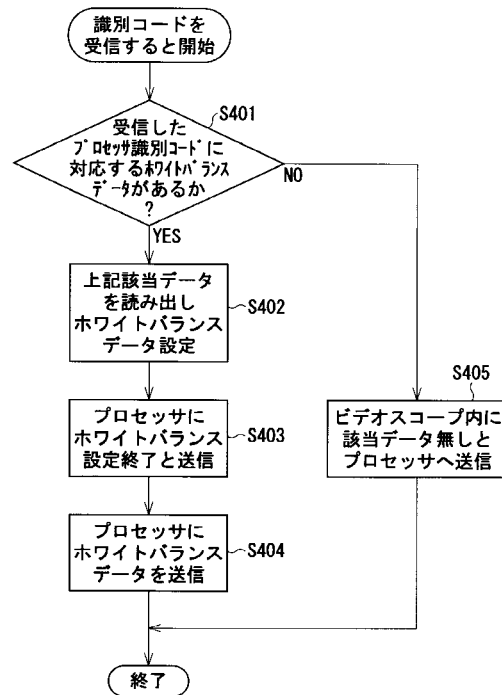 識別コードを
受信すると開始
S401
受信した
プロセッサ識別コードに
対応するホワイトバランス
データがあるか
?
NO
YES
上記該当データ
を読み出し
ホワイトバランス
データ設定
S402
プロセッサに
ホワイトバランス
設定終了と送信
S403
プロセッサに
ホワイトバランス
データを送信
S404
S405
ビデオスコープ内に
該当データ無しと
プロセッサへ送信
終了